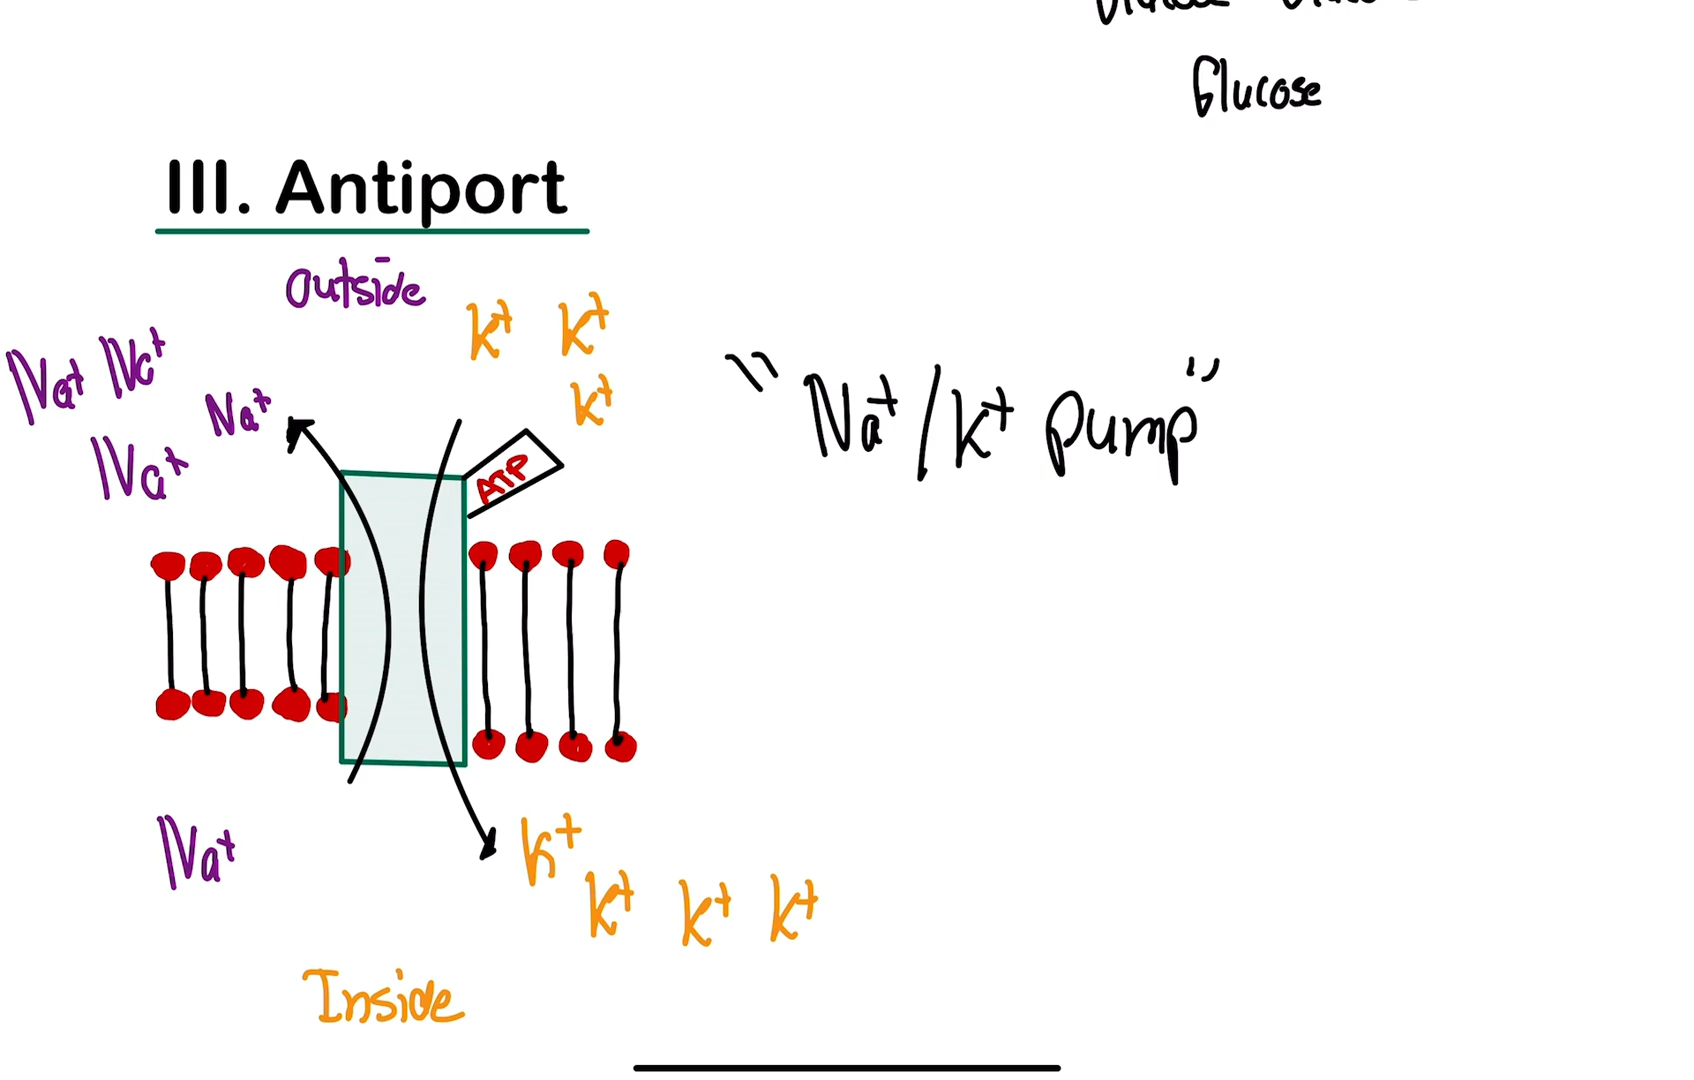 Glucose
III. Antiport
Outside
K⁺ K⁺
Na⁺ Na⁺
Na⁺ K⁺
Na⁺
"Na⁺/K⁺ Pump"
ATP
Na⁺
K⁺
K⁺ K⁺ K⁺
Inside